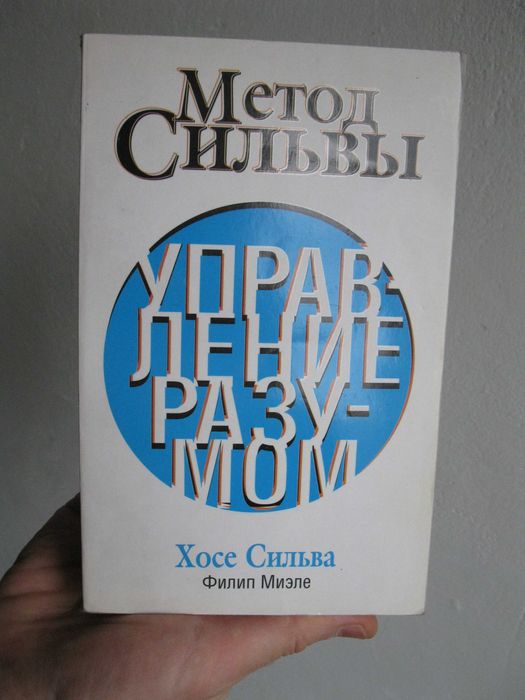 Метод
Сильвы
УПРАВ-
ЛЕНИЕ
РАЗУ-
МОМ
Хосе Сильва
Филип Миэле